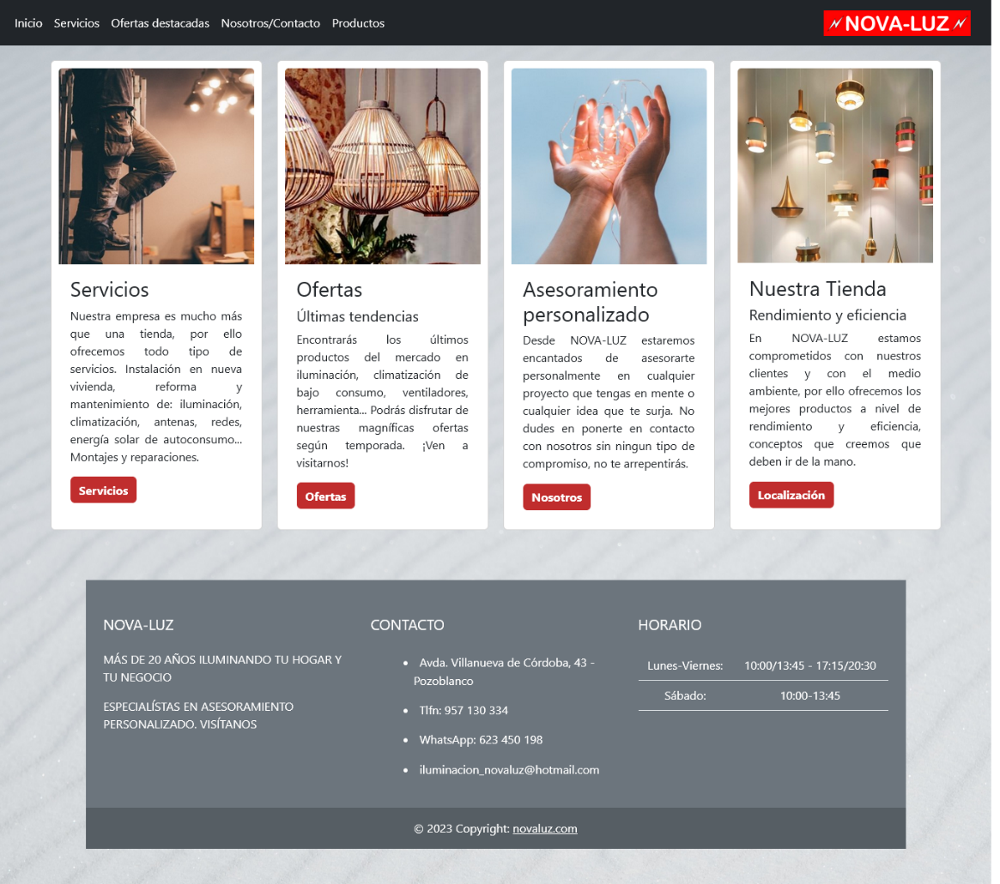 Inicio Servicios Ofertas destacadas Nosotros/Contacto Productos
NOVA-LUZ
Servicios
Nuestra empresa es mucho más
que una tienda, por ello
ofrecemos todo tipo de
servicios. Instalación en nueva
vivienda, reforma y
mantenimiento de: iluminación,
climatización, antenas, redes,
energía solar de autoconsumo...
Montajes y reparaciones.
Servicios
Ofertas
Últimas tendencias
Encontrarás los últimos
productos del mercado en
iluminación, climatización de
bajo consumo, ventiladores,
herramienta... Podrás disfrutar de
nuestras magníficas ofertas
según temporada. ¡Ven a
visitarnos!
Ofertas
Asesoramiento
personalizado
Desde NOVA-LUZ estaremos
encantados de asesorarte
personalmente en cualquier
proyecto que tengas en mente o
cualquier idea que te surja. No
dudes en ponerte en contacto
con nosotros sin ningun tipo de
compromiso, no te arrepentirás.
Nosotros
Nuestra Tienda
Rendimiento y eficiencia
En NOVA-LUZ estamos
comprometidos con nuestros
clientes y con el medio
ambiente, por ello ofrecemos los
mejores productos a nivel de
rendimiento y eficiencia,
conceptos que creemos que
deben ir de la mano.
Localización
NOVA-LUZ
MÁS DE 20 AÑOS ILUMINANDO TU HOGAR Y
TU NEGOCIO
ESPECIALÍSTAS EN ASESORAMIENTO
PERSONALIZADO. VISÍTANOS
CONTACTO
• Avda. Villanueva de Córdoba, 43 -
Pozoblanco
• Tlfn: 957 130 334
• WhatsApp: 623 450 198
• iluminacion_novaluz@hotmail.com
HORARIO
Lunes-Viernes: 10:00/13:45 - 17:15/20:30
Sábado: 10:00-13:45
© 2023 Copyright: novaluz.com